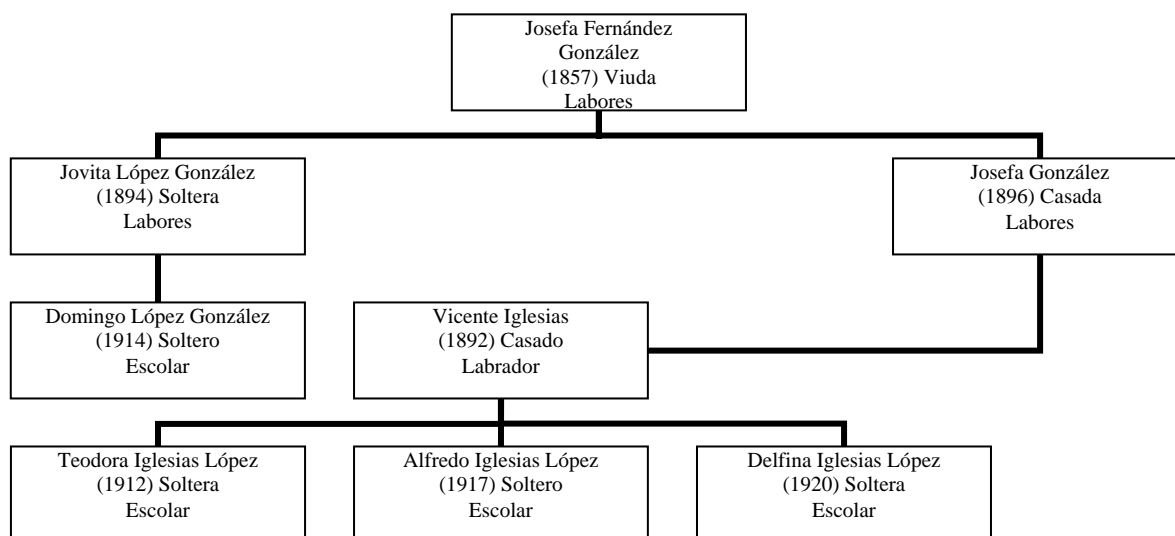 Josefa Fernández
González
(1857) Viuda
Labores
Jovita López González
(1894) Soltera
Labores
Josefa González
(1896) Casada
Labores
Domingo López González
(1914) Soltero
Escolar
Vicente Iglesias
(1892) Casado
Labrador
Teodora Iglesias López
(1912) Soltera
Escolar
Alfredo Iglesias López
(1917) Soltero
Escolar
Delfina Iglesias López
(1920) Soltera
Escolar